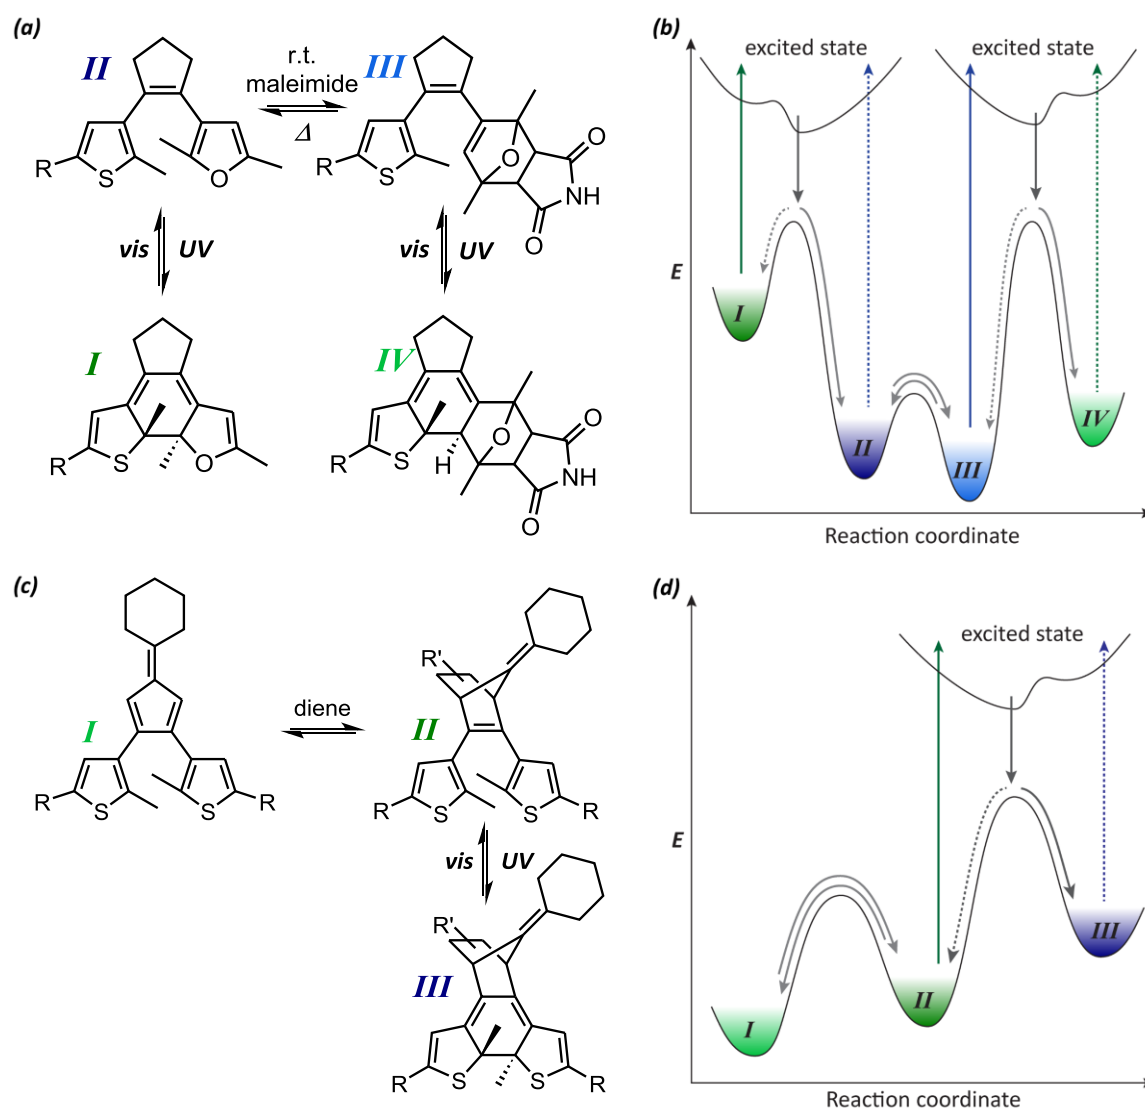 (a)
II
r.t.
maleimide
Δ
III
R
S
O
R
S
O
O
NH
O
vis
UV
vis
UV
I
R
S
O
IV
R
S
H
O
O
NH
O
(b)
excited state
excited state
E
I
II
III
IV
Reaction coordinate
(c)
I
diene
R'
II
R
S
S
R
R
S
S
R
vis
UV
R'
III
R
S
S
R
(d)
excited state
E
I
II
III
Reaction coordinate